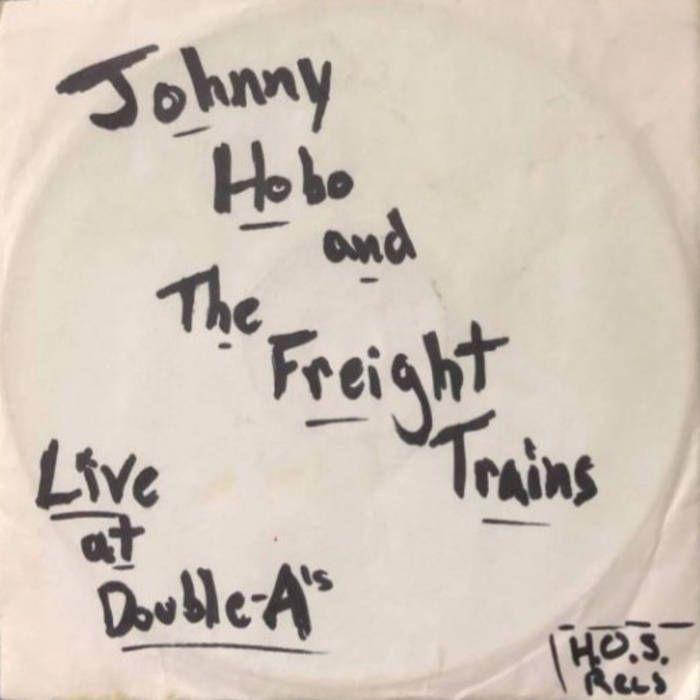 Johnny
Hobo
and
The
Freight
Trains
Live
at
Double-A's
H.O.S.
Recs